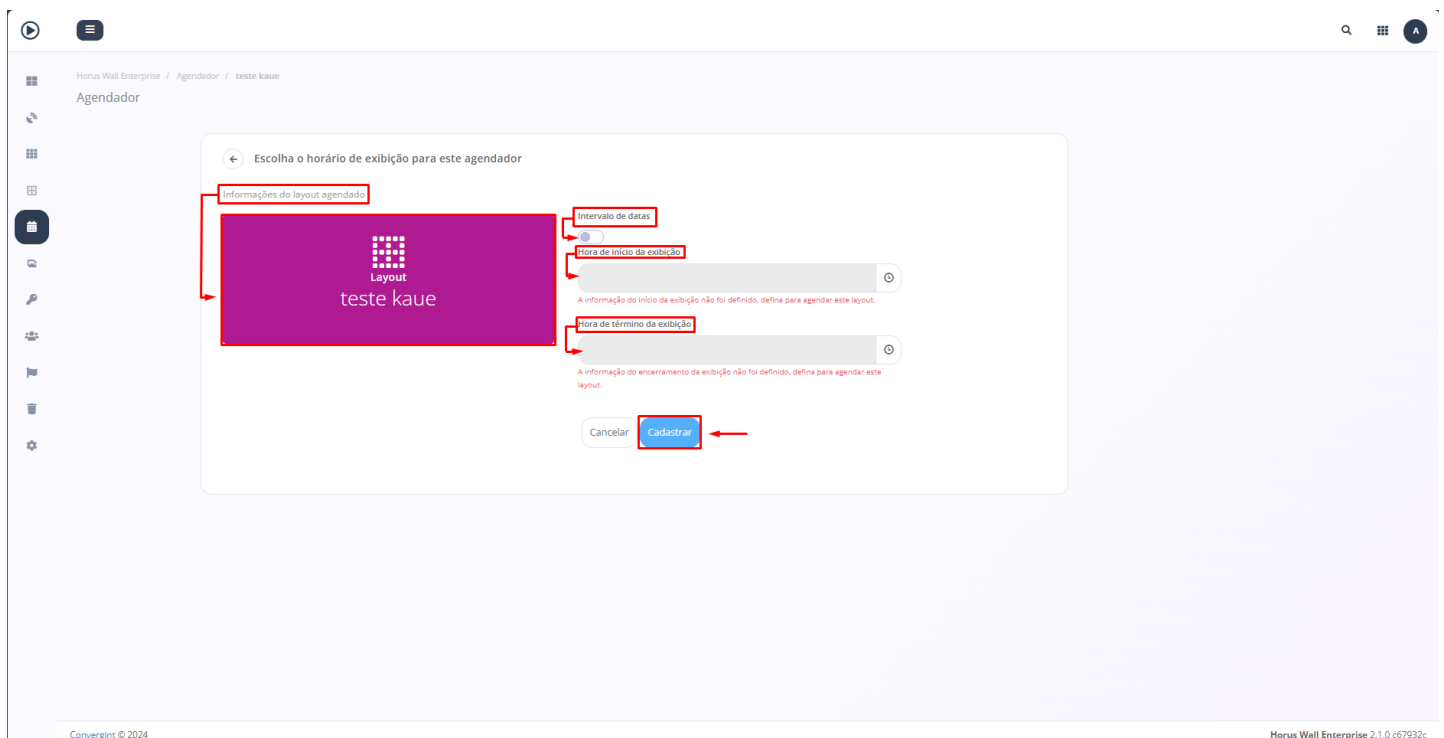 A
Horus Wall Enterprise / Agendador / teste kaue
Agendador
Escolha o horário de exibição para este agendador
Informações do layout agendado
Layout
teste kaue
Intervalo de datas
Hora de início da exibição
A informação do início da exibição não foi definido, defina para agendar este layout.
Hora de término da exibição
A informação do encerramento da exibição não foi definido, defina para agendar este
layout.
Cancelar Cadastrar
Convergint © 2024 Horus Wall Enterprise 2.1.0 c67932c